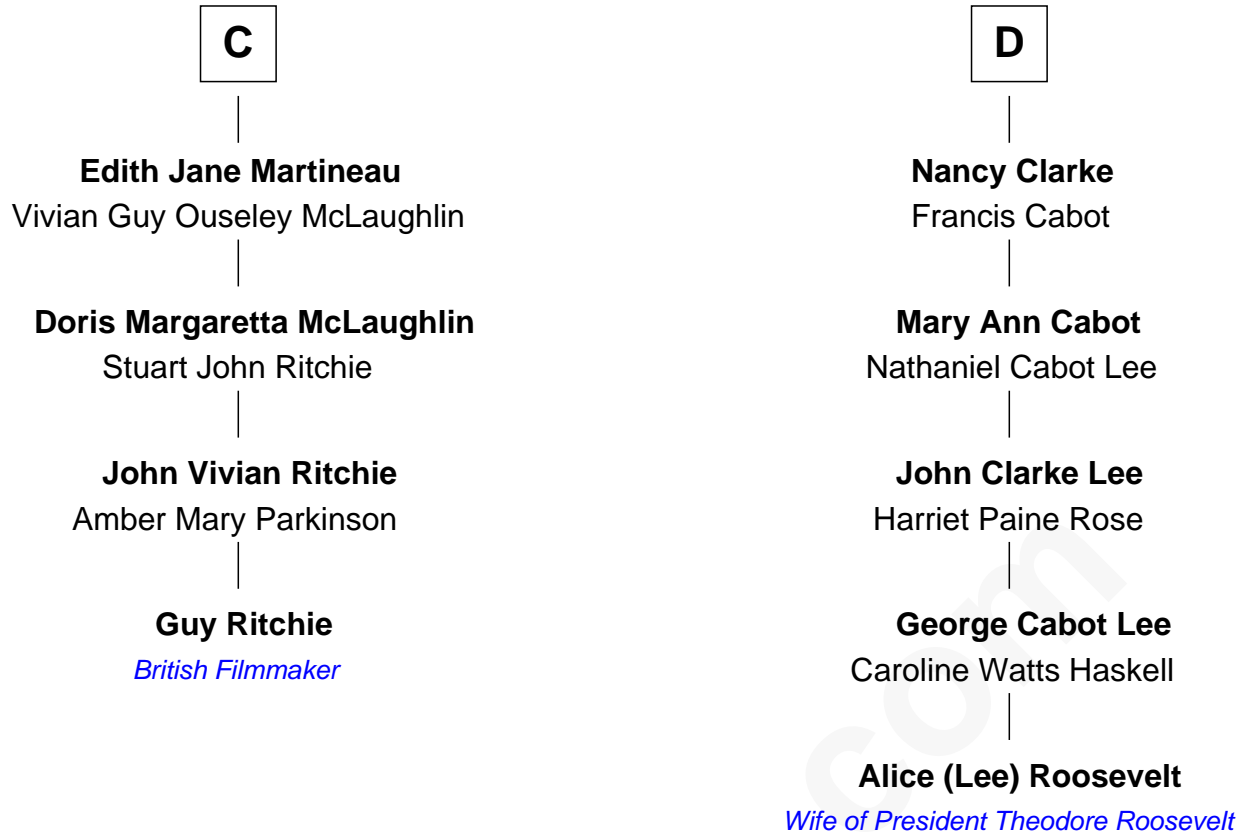 C
Edith Jane Martineau
Vivian Guy Ouseley McLaughlin
Doris Margaretta McLaughlin
Stuart John Ritchie
John Vivian Ritchie
Amber Mary Parkinson
Guy Ritchie
British Filmmaker
D
Nancy Clarke
Francis Cabot
Mary Ann Cabot
Nathaniel Cabot Lee
John Clarke Lee
Harriet Paine Rose
George Cabot Lee
Caroline Watts Haskell
Alice (Lee) Roosevelt
Wife of President Theodore Roosevelt
com